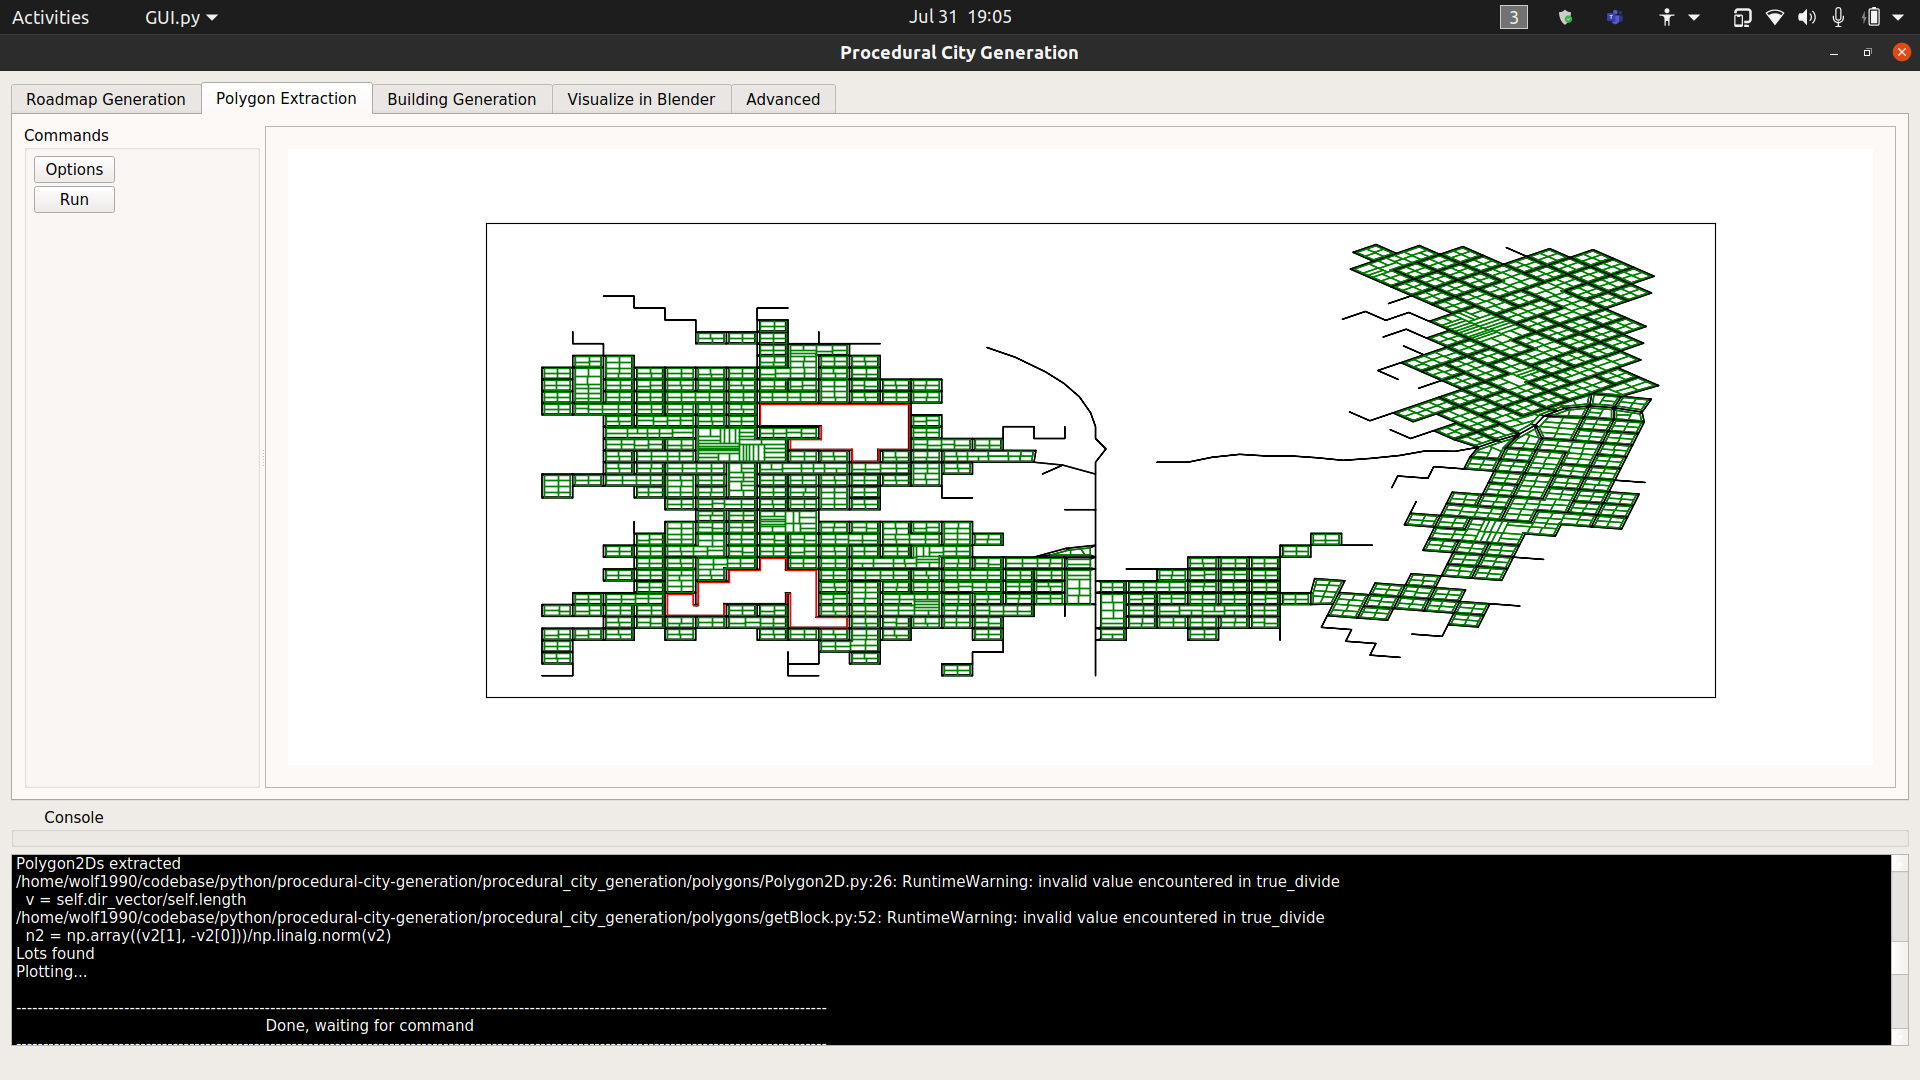 Activities
GUI.py
Jul 31 19:05
3
Procedural City Generation
Roadmap Generation
Polygon Extraction
Building Generation
Visualize in Blender
Advanced
Commands
Options
Run
Console
Polygon2Ds extracted
/home/wolf1990/codebase/python/procedural-city-generation/procedural_city_generation/polygons/Polygon2D.py:26: RuntimeWarning: invalid value encountered in true_divide
v = self.dir_vector/self.length
/home/wolf1990/codebase/python/procedural-city-generation/procedural_city_generation/polygons/getBlock.py:52: RuntimeWarning: invalid value encountered in true_divide
n2 = np.array((v2[1], -v2[0]))/np.linalg.norm(v2)
Lots found
Plotting...
Done, waiting for command